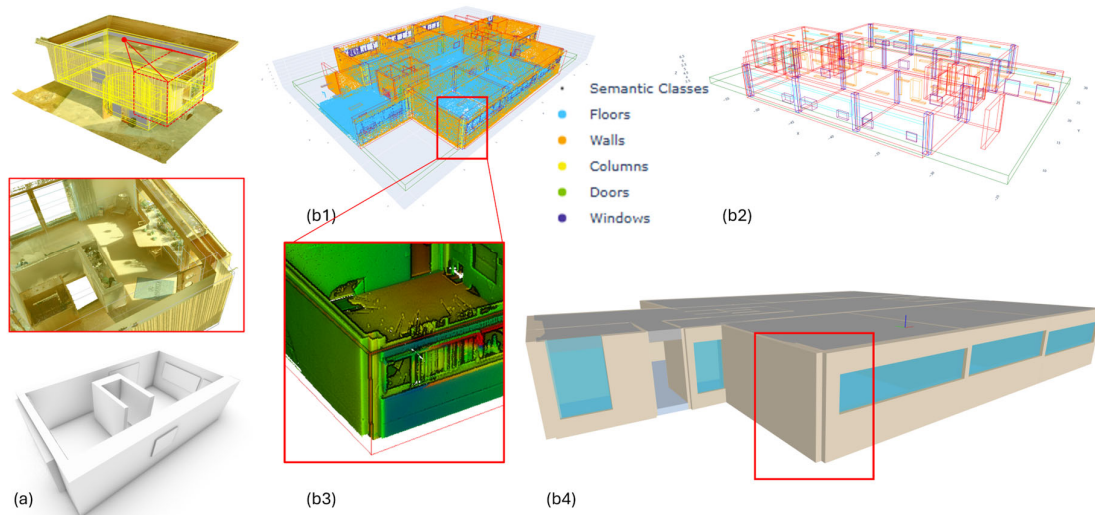 Semantic Classes
Floors
Walls
Columns
Doors
Windows
(b1)
(b2)
(a)
(b3)
(b4)